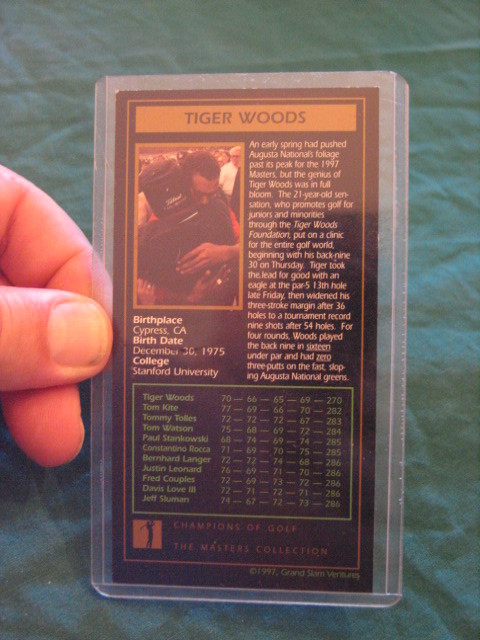 TIGER WOODS
An early spring had pushed
Augusta National's foliage
past its peak for the 1997
Masters, but the genius of
Tiger Woods was in full
bloom. The 21-year-old sen-
sation, who promotes golf for
juniors and minorities
through the Tiger Woods
Foundation, put on a clinic
for the entire golf world,
beginning with his back-nine
30 on Thursday. Tiger took
the lead for good with an
eagle at the par-5 13th hole
late Friday, then widened his
three-stroke margin after 36
holes to a tournament record
nine shots after 54 holes. For
four rounds, Woods played
the back nine in sixteen
under par and had zero
three-putts on the fast, slop-
ing Augusta National greens.
Birthplace
Cypress, CA
Birth Date
December 30, 1975
College
Stanford University
Tiger Woods 70 — 66 — 65 — 69 — 270
Tom Kite 77 — 69 — 66 — 70 — 282
Tommy Tolles 72 — 72 — 72 — 67 — 283
Tom Watson 75 — 68 — 69 — 72 — 284
Paul Stankowski 68 — 74 — 69 — 74 — 285
Constantino Rocca 71 — 69 — 70 — 75 — 285
Bernhard Langer 72 — 72 — 74 — 68 — 286
Justin Leonard 76 — 69 — 71 — 70 — 286
Fred Couples 72 — 69 — 73 — 72 — 286
Davis Love III 72 — 71 — 72 — 71 — 286
Jeff Sluman 74 — 67 — 72 — 73 — 286
CHAMPIONS OF GOLF
THE MASTERS COLLECTION
©1997, Grand Slam Ventures